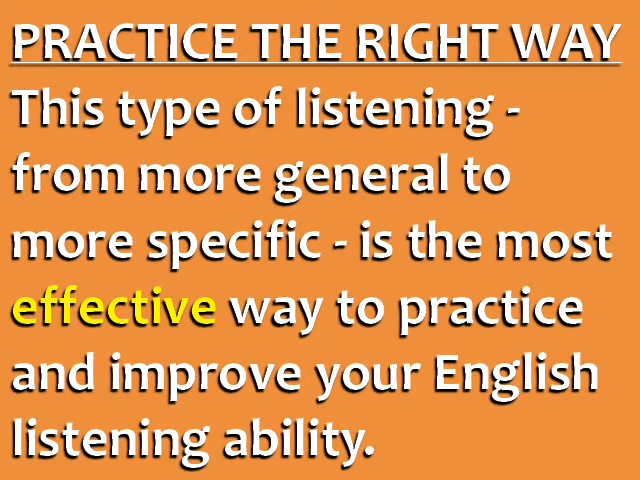 PRACTICE THE RIGHT WAY
This type of listening -
from more general to
more specific - is the most
effective way to practice
and improve your English
listening ability.